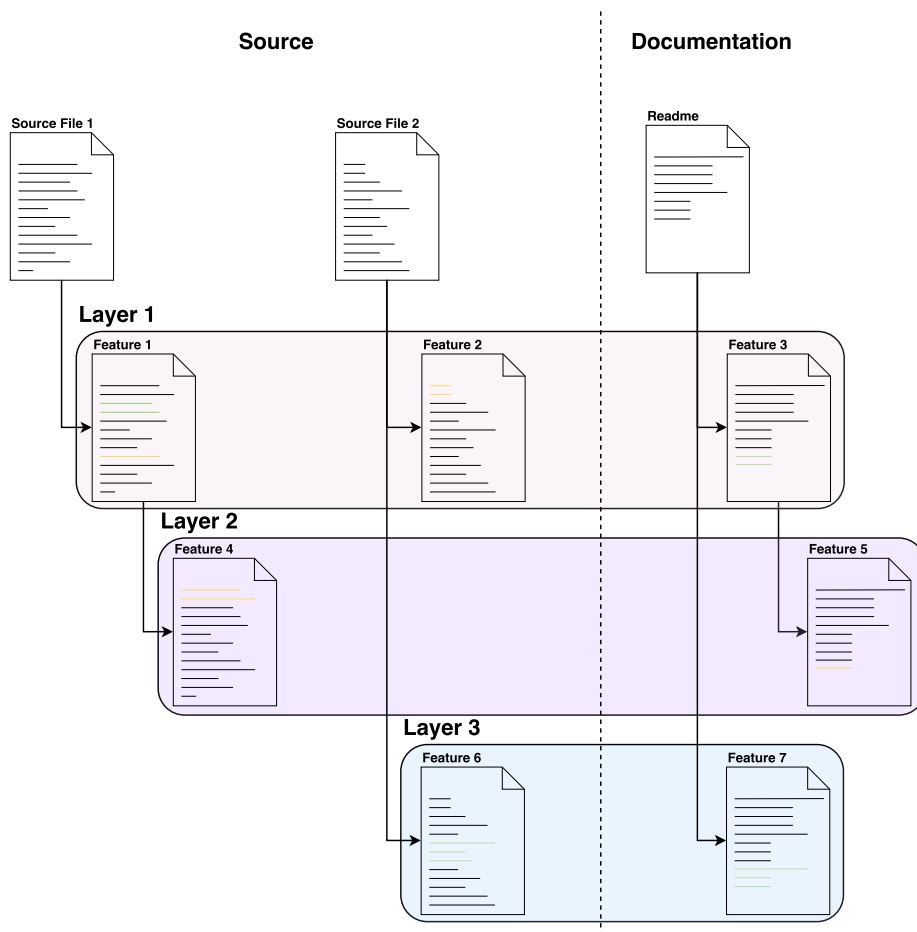 Source
Documentation
Source File 1
Source File 2
Readme
Layer 1
Feature 1
Feature 2
Feature 3
Layer 2
Feature 4
Feature 5
Layer 3
Feature 6
Feature 7